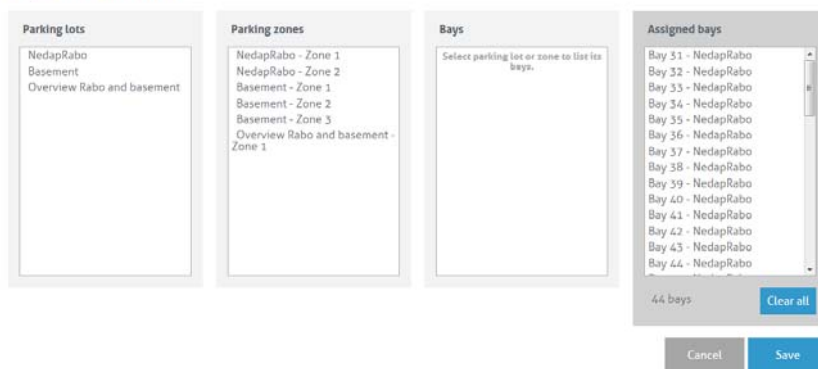 Parking lots
NedapRabo
Basement
Overview Rabo and basement
Parking zones
NedapRabo - Zone 1
NedapRabo - Zone 2
Basement - Zone 1
Basement - Zone 2
Basement - Zone 3
Overview Rabo and basement -
Zone 1
Bays
Select parking lot or zone to list its
bays.
Assigned bays
Bay 31 - NedapRabo
Bay 32 - NedapRabo
Bay 33 - NedapRabo
Bay 34 - NedapRabo
Bay 35 - NedapRabo
Bay 36 - NedapRabo
Bay 37 - NedapRabo
Bay 38 - NedapRabo
Bay 39 - NedapRabo
Bay 40 - NedapRabo
Bay 41 - NedapRabo
Bay 42 - NedapRabo
Bay 43 - NedapRabo
Bay 44 - NedapRabo
44 bays
Clear all
Cancel
Save